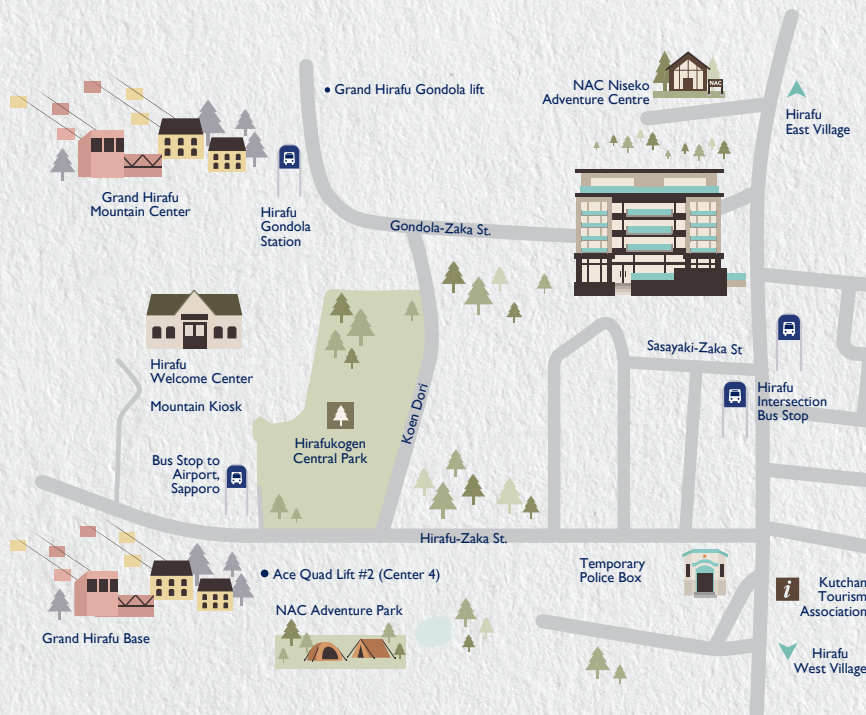 Grand Hirafu Gondola lift
NAC Niseko
Adventure Centre
NAC
Hirafu
East Village
Grand Hirafu
Mountain Center
Hirafu
Gondola
Station
Gondola-Zaka St.
Sasayaki-Zaka St
Hirafu
Welcome Center
Mountain Kiosk
Koen Dori
Hirafu
Intersection
Bus Stop
Hirafukogen
Central Park
Bus Stop to
Airport,
Sapporo
Hirafu-Zaka St.
Temporary
Police Box
Ace Quad Lift #2 (Center 4)
i
Kutchan
Tourism
Association
NAC Adventure Park
Grand Hirafu Base
Hirafu
West Village